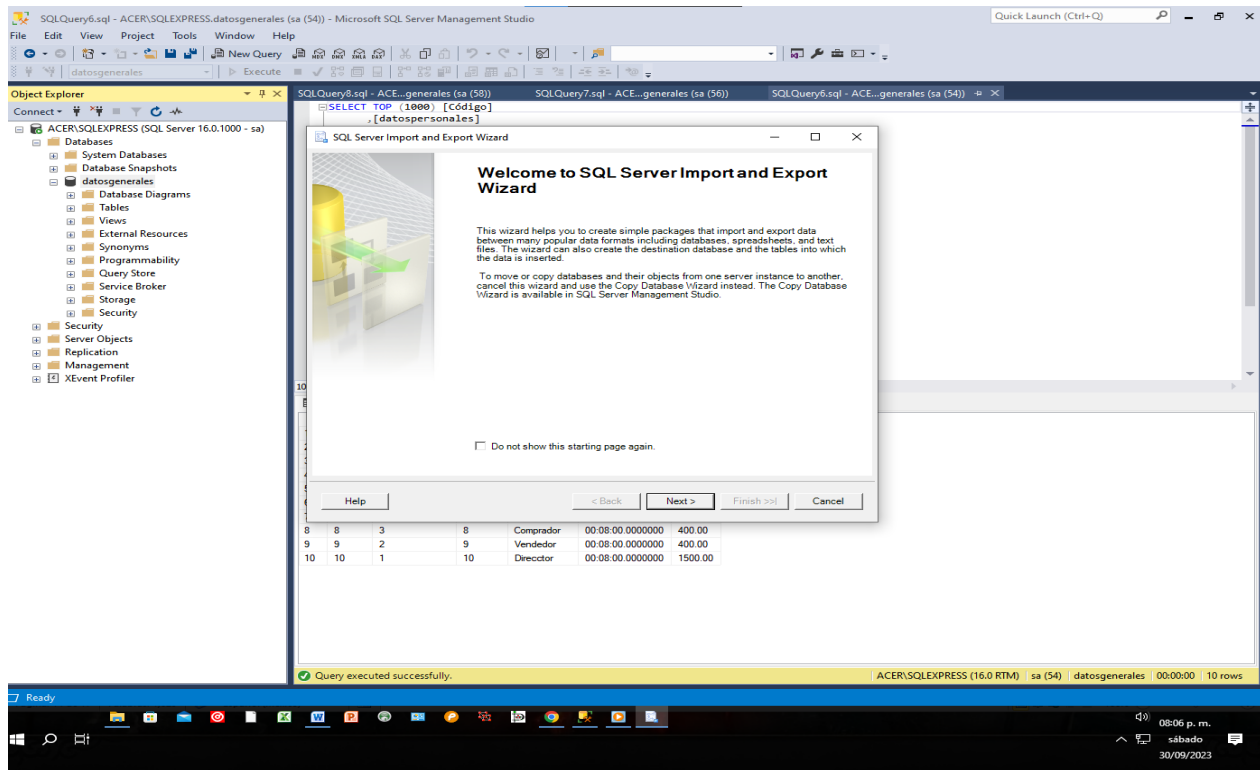 SQLQuery6.sql - ACER\SQLEXPRESS.datosgenerales (sa (54)) - Microsoft SQL Server Management Studio
Quick Launch (Ctrl+Q)
File Edit View Project Tools Window Help
New Query
MDX DMX XMLA DAX
datosgenerales
Execute
Object Explorer
SQLQuery8.sql - ACE...generales (sa (58))
SQLQuery7.sql - ACE...generales (sa (56))
SQLQuery6.sql - ACE...generales (sa (54))
Connect
SELECT TOP (1000) [Código]
,[datospersonales]
ACER\SQLEXPRESS (SQL Server 16.0.1000 - sa)
Databases
System Databases
Database Snapshots
datosgenerales
Database Diagrams
Tables
Views
External Resources
Synonyms
Programmability
Query Store
Service Broker
Storage
Security
Security
Server Objects
Replication
Management
XEvent Profiler
SQL Server Import and Export Wizard
Welcome to SQL Server Import and Export
Wizard
This wizard helps you to create simple packages that import and export data
between many popular data formats including databases, spreadsheets, and text
files. The wizard can also create the destination database and the tables into which
the data is inserted.
To move or copy databases and their objects from one server instance to another,
cancel this wizard and use the Copy Database Wizard instead. The Copy Database
Wizard is available in SQL Server Management Studio.
Do not show this starting page again.
Help
< Back
Next >
Finish >>|
Cancel
10
8 8 3 8 Comprador 00:08:00.0000000 400.00
9 9 2 9 Vendedor 00:08:00.0000000 400.00
10 10 1 10 Direcctor 00:08:00.0000000 1500.00
Query executed successfully.
ACER\SQLEXPRESS (16.0 RTM) sa (54) datosgenerales 00:00:00 10 rows
Ready
08:06 p. m.
sábado
30/09/2023